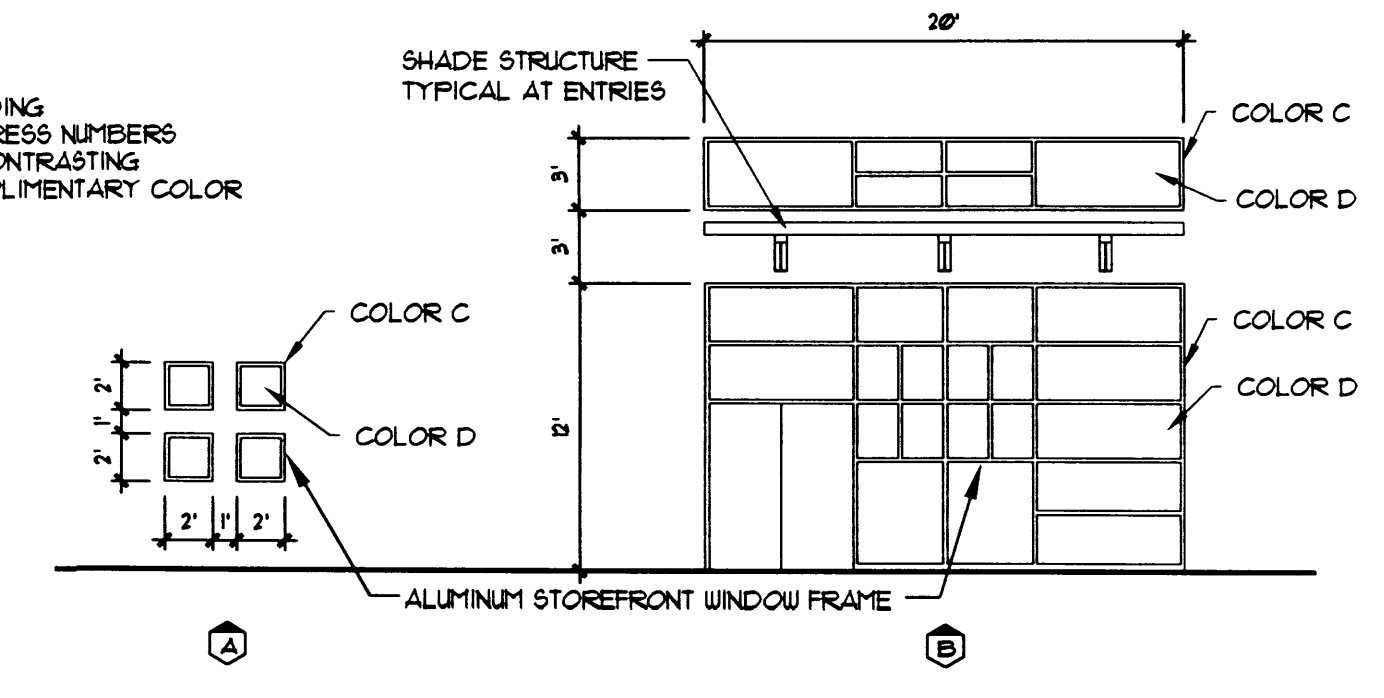 20'
SHADE STRUCTURE
TYPICAL AT ENTRIES
DING
RESS NUMBERS
ONTRASTING
PLIMENTARY COLOR
COLOR C
COLOR D
3'
3'
12'
COLOR C
COLOR D
COLOR C
COLOR D
2'
1'
2'
2'
1'
2'
ALUMINUM STOREFRONT WINDOW FRAME
A
B